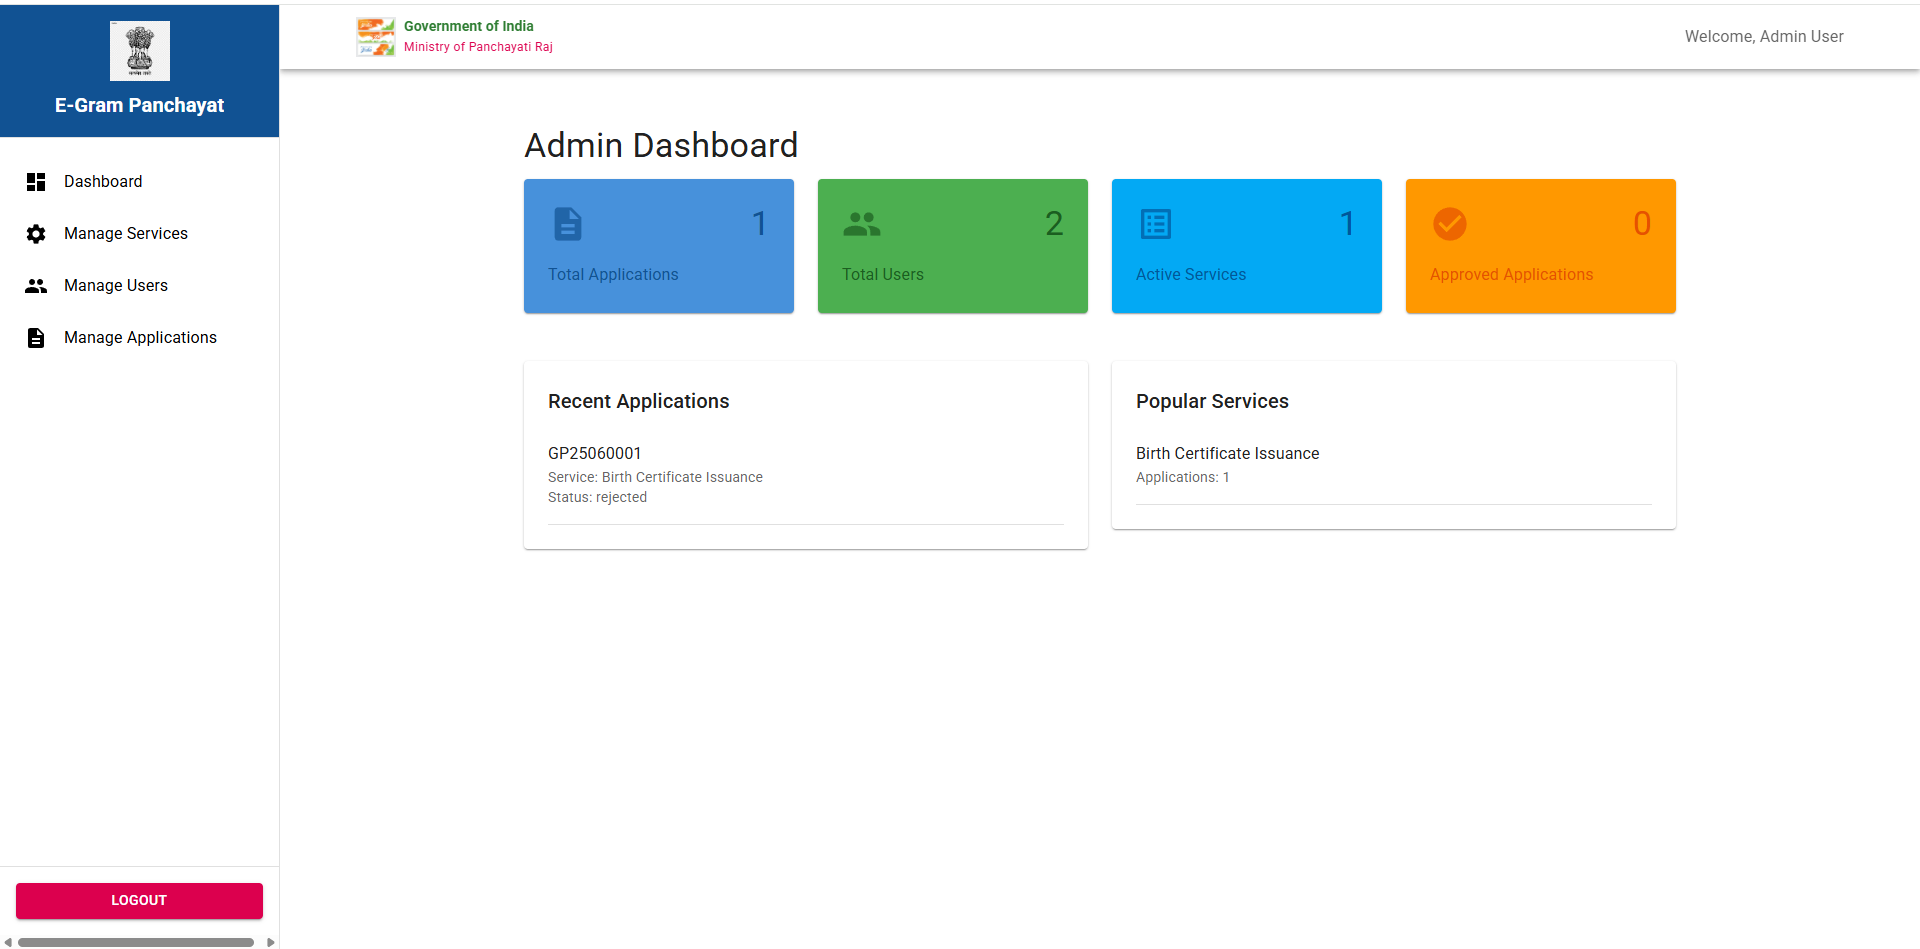 E-Gram Panchayat
Dashboard
Manage Services
Manage Users
Manage Applications
LOGOUT
Government of India
Ministry of Panchayati Raj
Welcome, Admin User
Admin Dashboard
1
Total Applications
2
Total Users
1
Active Services
0
Approved Applications
Recent Applications
GP25060001
Service: Birth Certificate Issuance
Status: rejected
Popular Services
Birth Certificate Issuance
Applications: 1